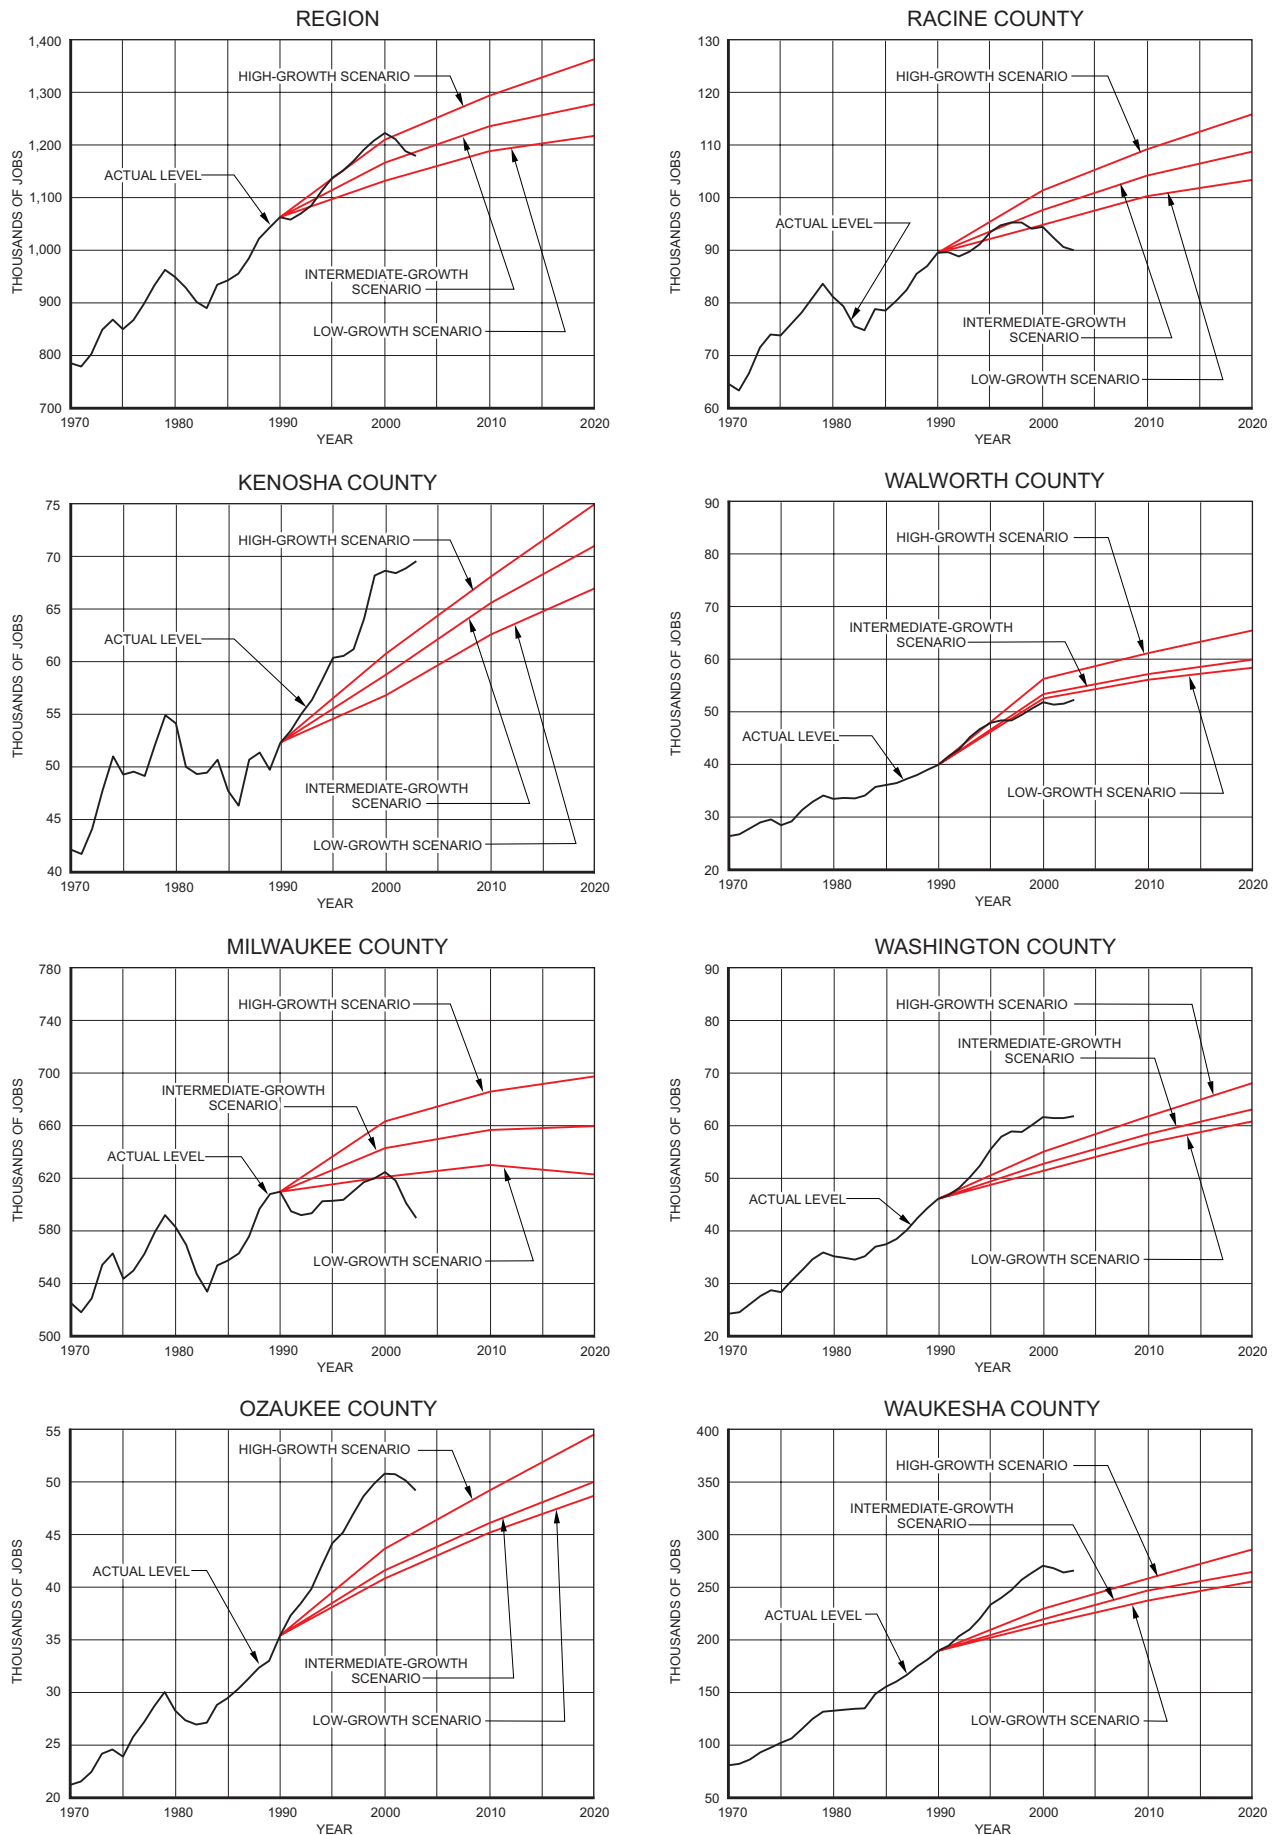 REGION
1,400
1,300
1,200
1,100
1,000
900
800
700
THOUSANDS OF JOBS
HIGH-GROWTH SCENARIO
ACTUAL LEVEL
INTERMEDIATE-GROWTH
SCENARIO
LOW-GROWTH SCENARIO
1970 1980 1990 2000 2010 2020
YEAR
RACINE COUNTY
130
120
110
100
90
80
70
60
THOUSANDS OF JOBS
HIGH-GROWTH SCENARIO
ACTUAL LEVEL
INTERMEDIATE-GROWTH
SCENARIO
LOW-GROWTH SCENARIO
1970 1980 1990 2000 2010 2020
YEAR
KENOSHA COUNTY
75
70
65
60
55
50
45
40
THOUSANDS OF JOBS
HIGH-GROWTH SCENARIO
ACTUAL LEVEL
INTERMEDIATE-GROWTH
SCENARIO
LOW-GROWTH SCENARIO
1970 1980 1990 2000 2010 2020
YEAR
WALWORTH COUNTY
90
80
70
60
50
40
30
20
THOUSANDS OF JOBS
HIGH-GROWTH SCENARIO
INTERMEDIATE-GROWTH
SCENARIO
ACTUAL LEVEL
LOW-GROWTH SCENARIO
1970 1980 1990 2000 2010 2020
YEAR
MILWAUKEE COUNTY
780
740
700
660
620
580
540
500
THOUSANDS OF JOBS
HIGH-GROWTH SCENARIO
INTERMEDIATE-GROWTH
SCENARIO
ACTUAL LEVEL
LOW-GROWTH SCENARIO
1970 1980 1990 2000 2010 2020
YEAR
WASHINGTON COUNTY
90
80
70
60
50
40
30
20
THOUSANDS OF JOBS
HIGH-GROWTH SCENARIO
INTERMEDIATE-GROWTH
SCENARIO
ACTUAL LEVEL
LOW-GROWTH SCENARIO
1970 1980 1990 2000 2010 2020
YEAR
OZAUKEE COUNTY
55
50
45
40
35
30
25
20
THOUSANDS OF JOBS
HIGH-GROWTH SCENARIO
ACTUAL LEVEL
INTERMEDIATE-GROWTH
SCENARIO
LOW-GROWTH SCENARIO
1970 1980 1990 2000 2010 2020
YEAR
WAUKESHA COUNTY
400
350
300
250
200
150
100
50
THOUSANDS OF JOBS
HIGH-GROWTH SCENARIO
INTERMEDIATE-GROWTH
SCENARIO
ACTUAL LEVEL
LOW-GROWTH SCENARIO
1970 1980 1990 2000 2010 2020
YEAR